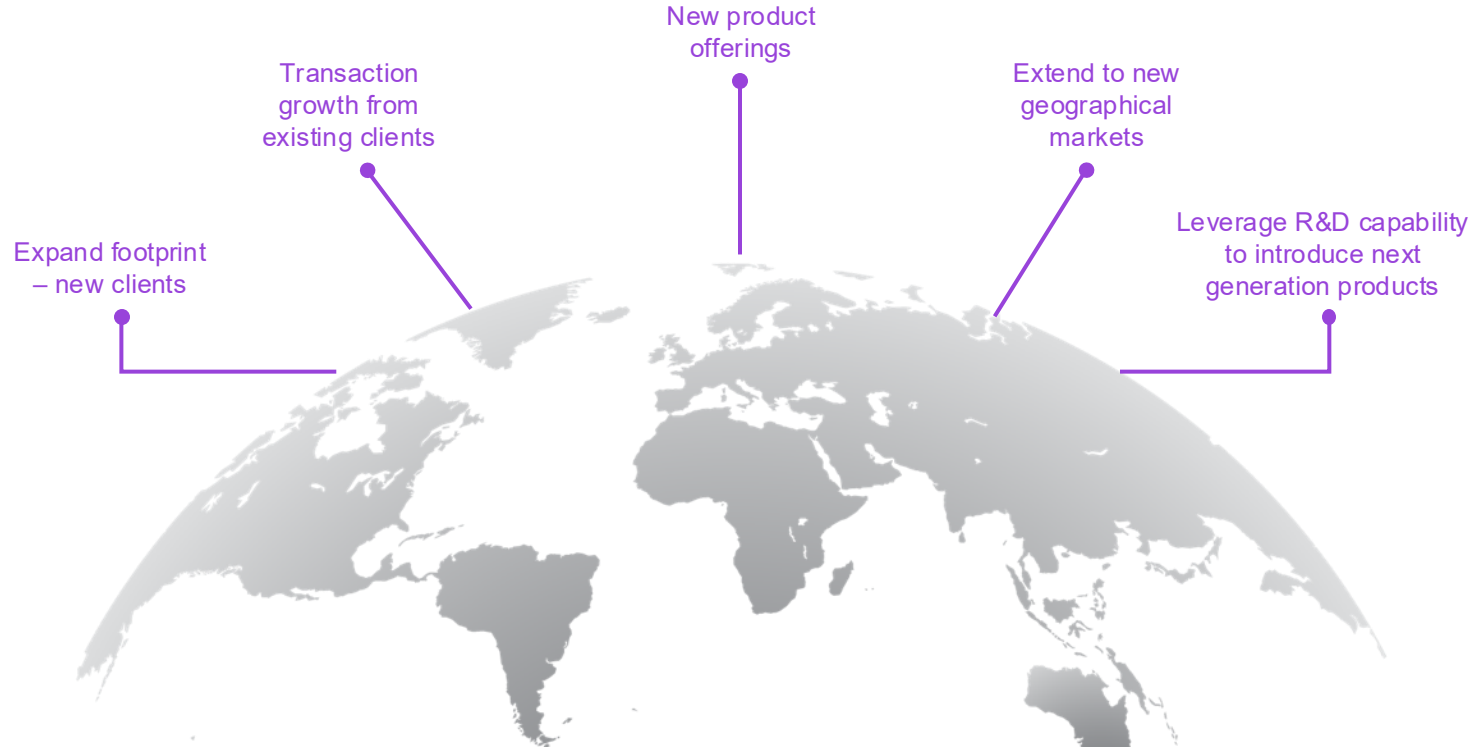 New product
offerings
Transaction
growth from
existing clients
Extend to new
geographical
markets
Leverage R&D capability
to introduce next
generation products
Expand footprint
– new clients